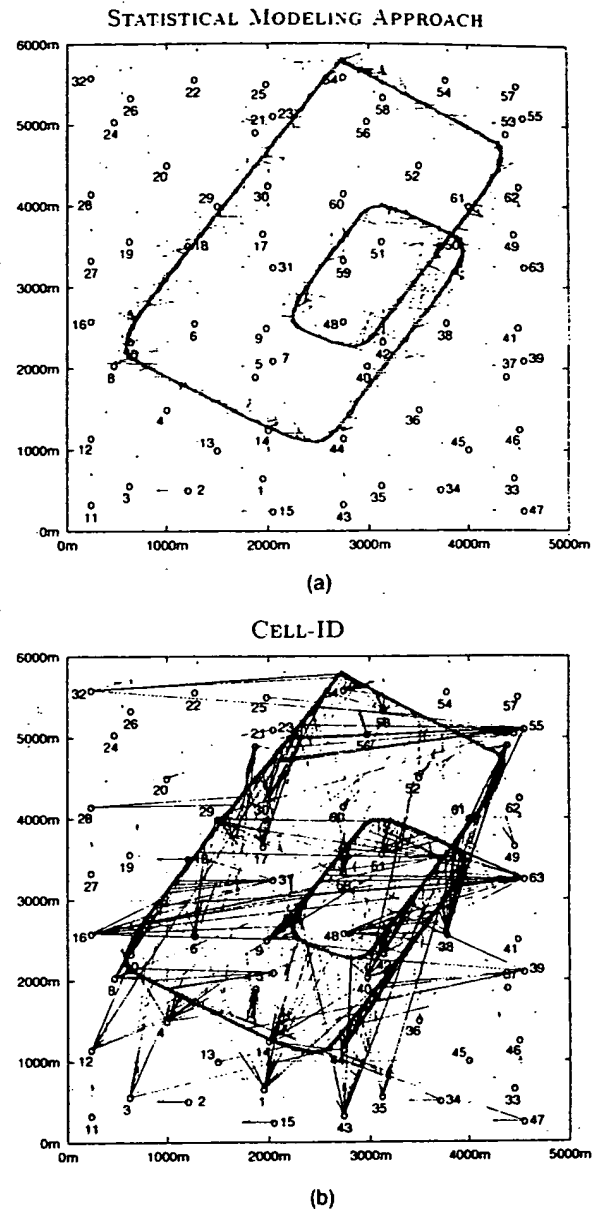 STATISTICAL MODELING APPROACH
6000m
32 22 25 54 54 57
26 58
24 21 23 56 53 55
5000m
20 52
28 29 30 60 61 62
4000m
19 18 17 51 50 49
27 31 59 63
3000m
16 6 9 48 42 38 41
8 5 7 40 37 39
2000m
4 36
12 13 14 44 45 46
1000m
3 2 1 35 34 33
11 15 43 47
0m
0m 1000m 2000m 3000m 4000m 5000m
(a)
CELL-ID
6000m
32 22 25 54 54 57
26 58
24 21 23 56 55
5000m
20 52
28 29 30 60 61 62
4000m
19 18 17 51 49
27 31 63
3000m
16 6 9 48 38 41
8 7 40 39
2000m
4 36
12 13 14 45 46
1000m
3 2 1 35 34 33
11 15 43 47
0m
0m 1000m 2000m 3000m 4000m 5000m
(b)